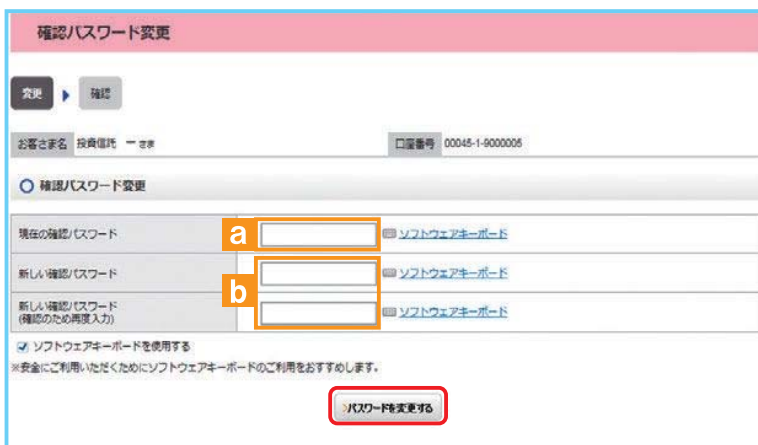 確認パスワード変更
変更 確認
お客さま名 投資信託 一 さま 口座番号 00045-1-9000005
確認パスワード変更
現在の確認パスワード a ソフトウェアキーボード
新しい確認パスワード ソフトウェアキーボード
b
新しい確認パスワード
(確認のため再度入力) ソフトウェアキーボード
ソフトウェアキーボードを使用する
※安全にご利用いただくためにソフトウェアキーボードのご利用をおすすめします。
パスワードを変更する